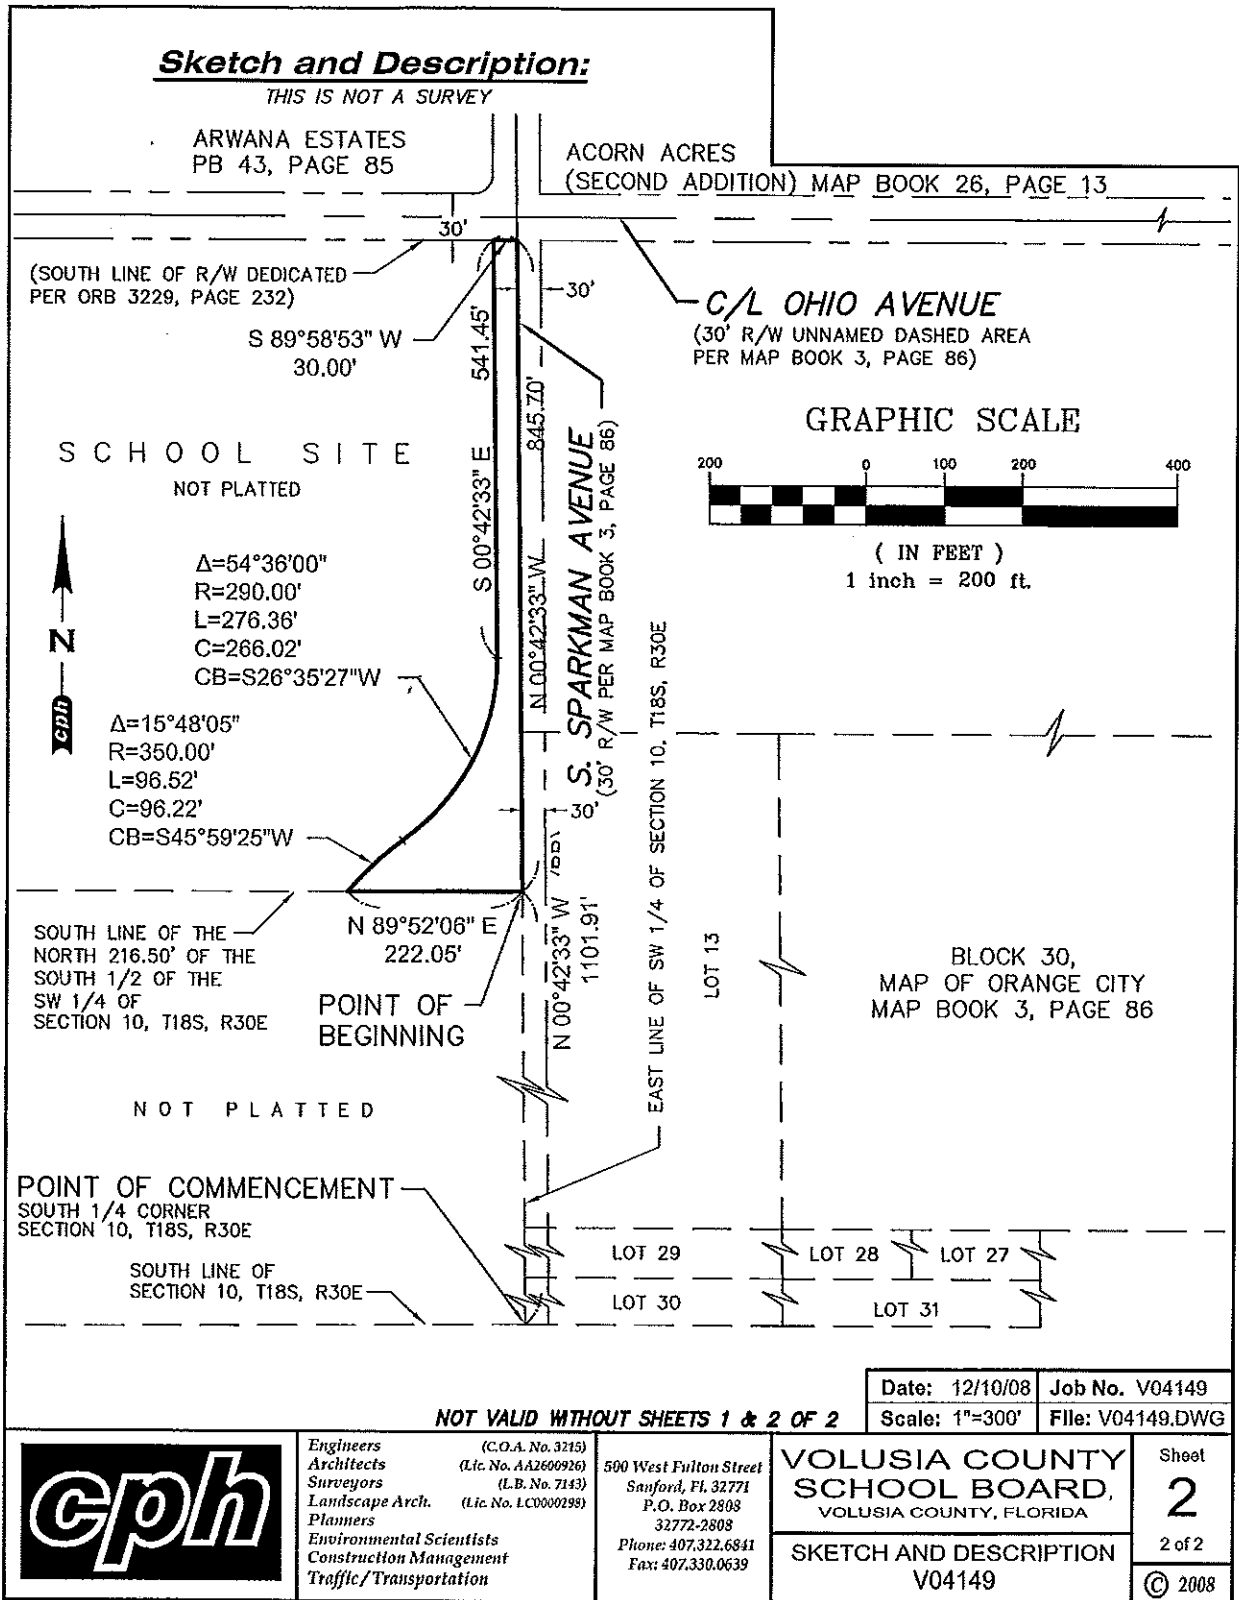 Sketch and Description:
THIS IS NOT A SURVEY
ARWANA ESTATES
PB 43, PAGE 85
ACORN ACRES
(SECOND ADDITION) MAP BOOK 26, PAGE 13
30'
(SOUTH LINE OF R/W DEDICATED
PER ORB 3229, PAGE 232)
S 89°58'53" W
30.00'
30'
C/L OHIO AVENUE
(30' R/W UNNAMED DASHED AREA
PER MAP BOOK 3, PAGE 86)
541.45'
S 00°42'33" E
845.70'
N 00°42'33" W
S. SPARKMAN AVENUE
(30' R/W PER MAP BOOK 3, PAGE 86)
GRAPHIC SCALE
200 0 100 200 400
( IN FEET )
1 inch = 200 ft.
SCHOOL SITE
NOT PLATTED
N
cph
Δ=54°36'00"
R=290.00'
L=276.36'
C=266.02'
CB=S26°35'27"W
Δ=15°48'05"
R=350.00'
L=96.52'
C=96.22'
CB=S45°59'25"W
30'
EAST LINE OF SW 1/4 OF SECTION 10, T18S, R30E
N 00°42'33" W
1101.91'
N 89°52'06" E
222.05'
SOUTH LINE OF THE
NORTH 216.50' OF THE
SOUTH 1/2 OF THE
SW 1/4 OF
SECTION 10, T18S, R30E
POINT OF
BEGINNING
LOT 13
BLOCK 30,
MAP OF ORANGE CITY
MAP BOOK 3, PAGE 86
NOT PLATTED
POINT OF COMMENCEMENT
SOUTH 1/4 CORNER
SECTION 10, T18S, R30E
SOUTH LINE OF
SECTION 10, T18S, R30E
LOT 29
LOT 28
LOT 27
LOT 30
LOT 31
Date: 12/10/08
Job No. V04149
NOT VALID WITHOUT SHEETS 1 & 2 OF 2
Scale: 1"=300'
File: V04149.DWG
cph
Engineers (C.O.A. No. 3215)
Architects (Lic. No. AA2600926)
Surveyors (L.B. No. 7143)
Landscape Arch. (Lic. No. LC0000298)
Planners
Environmental Scientists
Construction Management
Traffic/Transportation
500 West Fulton Street
Sanford, Fl. 32771
P.O. Box 2808
32772-2808
Phone: 407.322.6841
Fax: 407.330.0639
VOLUSIA COUNTY
SCHOOL BOARD,
VOLUSIA COUNTY, FLORIDA
SKETCH AND DESCRIPTION
V04149
Sheet
2
2 of 2
© 2008